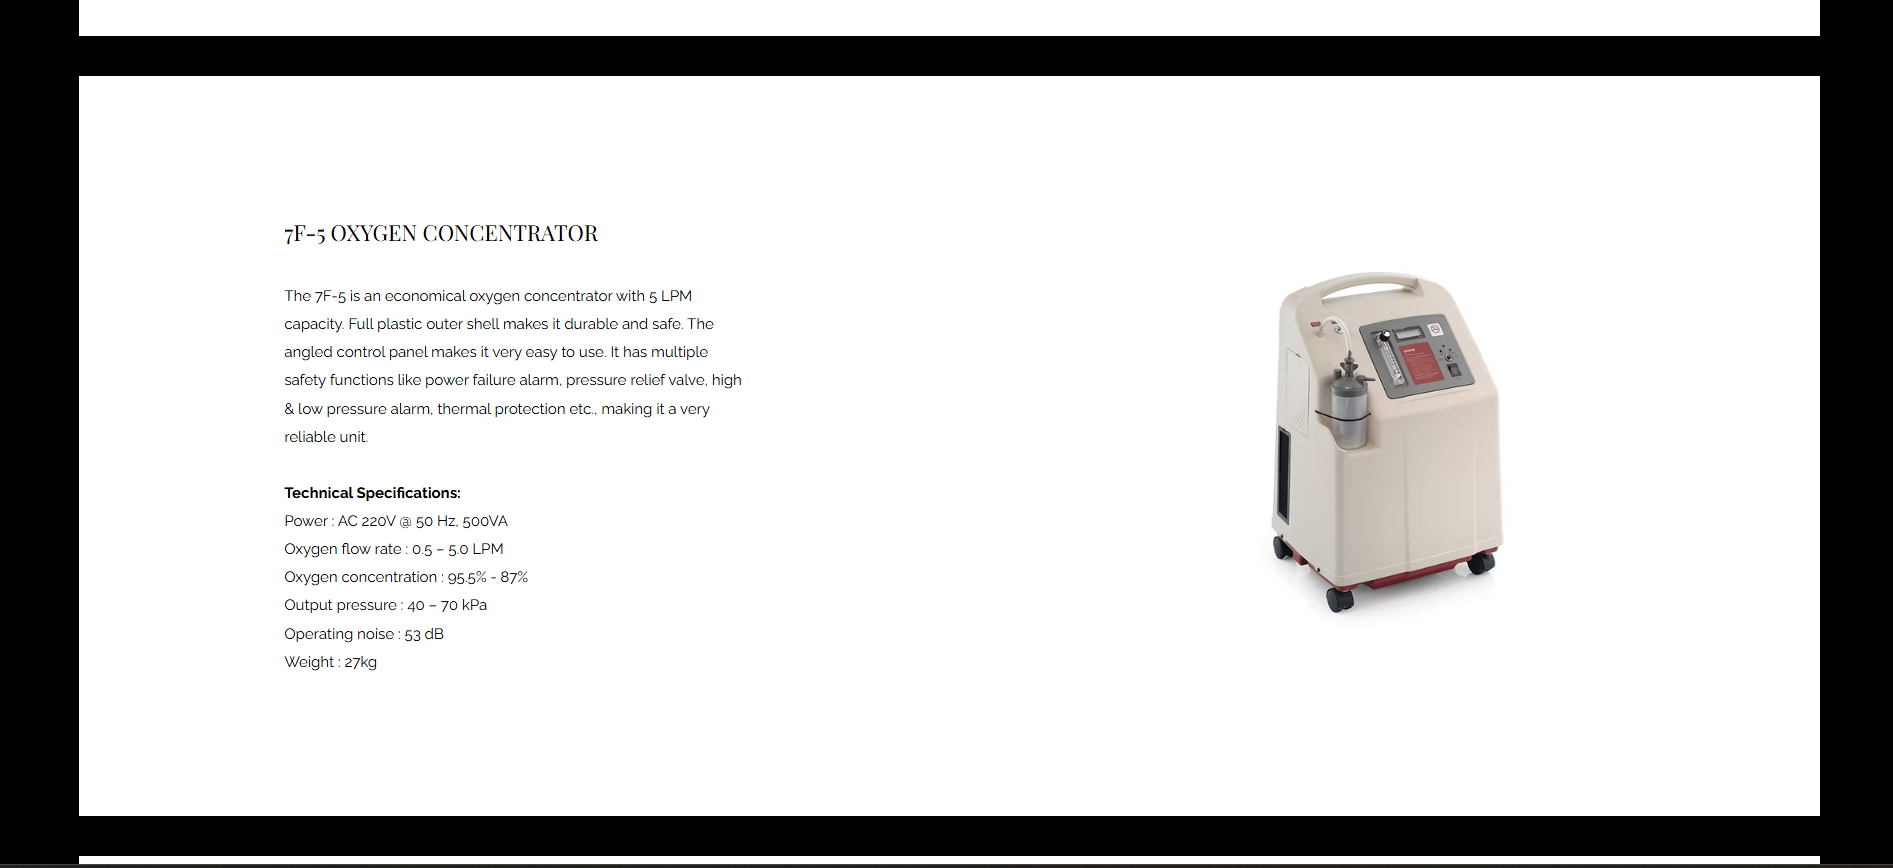 7F-5 OXYGEN CONCENTRATOR
The 7F-5 is an economical oxygen concentrator with 5 LPM
capacity. Full plastic outer shell makes it durable and safe. The
angled control panel makes it very easy to use. It has multiple
safety functions like power failure alarm, pressure relief valve, high
& low pressure alarm, thermal protection etc., making it a very
reliable unit.
Technical Specifications:
Power : AC 220V @ 50 Hz, 500VA
Oxygen flow rate : 0.5 – 5.0 LPM
Oxygen concentration : 95.5% - 87%
Output pressure : 40 – 70 kPa
Operating noise : 53 dB
Weight : 27kg